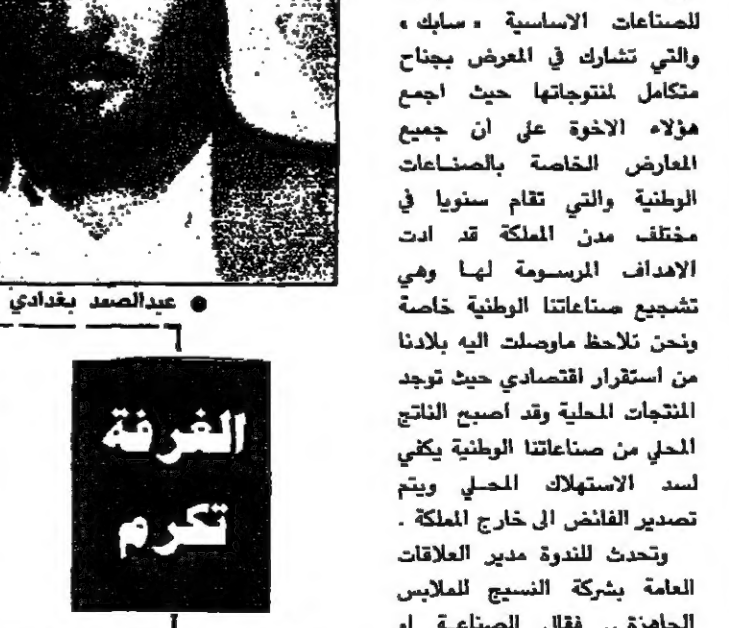 للصناعات الاساسية « سابك »
والتي تشارك في المعرض بجناح
متكامل لمنتوجاتها حيث اجمع
هؤلاء الاخوة على ان جميع
المعارض الخاصة بالصناعات
الوطنية والتي تقام سنويا في
مختلف مدن المملكة قد ادت
الاهداف المرسومة لها وهي
تشجيع صناعاتنا الوطنية خاصة
ونحن نلاحظ ماوصلت اليه بلادنا
من استقرار اقتصادي حيث توجد
المنتجات المحلية وقد اصبح الناتج
المحلي من صناعاتنا الوطنية يكفي
لسد الاستهلاك المحلي ويتم
تصدير الفائض الى خارج المملكة .
وتحدث للندوة مدير العلاقات
العامة بشركة النسيج للملابس
الجاهزة .. فقال الصناعة او
● عبدالصمد بغدادي
الغرفة
تكرم